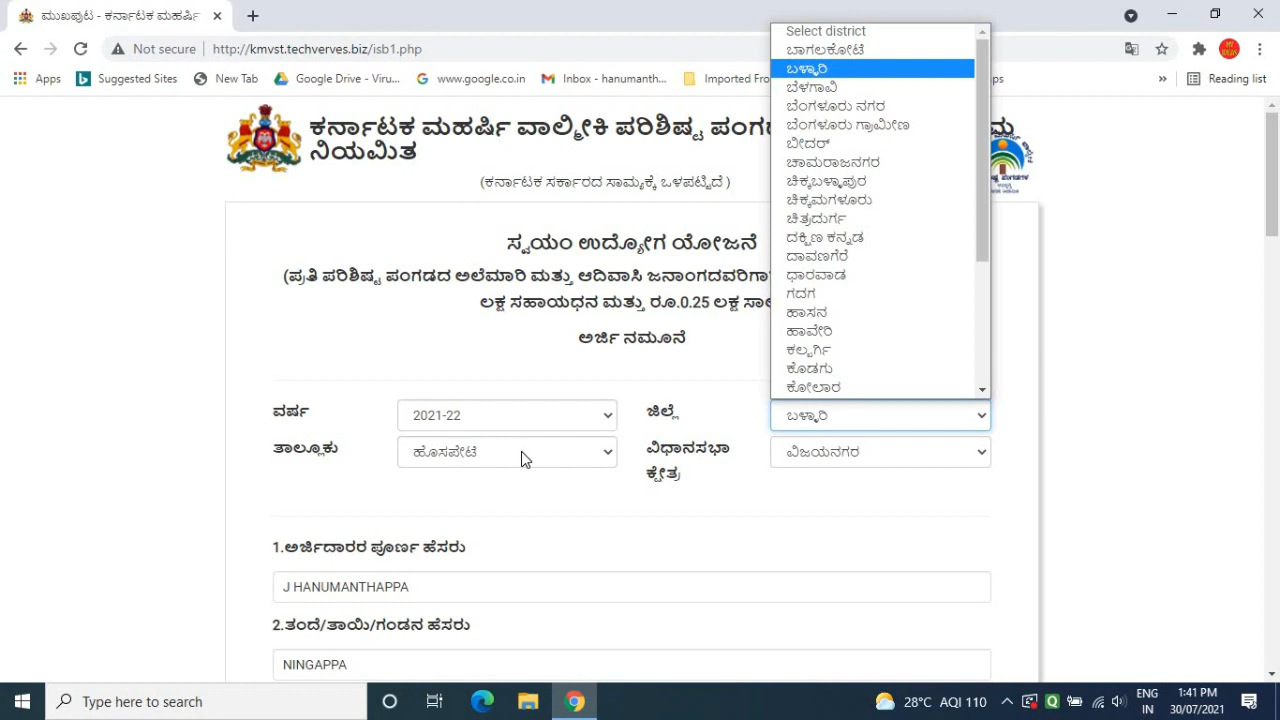 ಮುಖಪುಟ - ಕರ್ನಾಟಕ ಮಹರ್ಷಿ
Not secure
http://kmvst.techverves.biz/isb1.php
Apps
Suggested Sites
New Tab
Google Drive - Viru...
www.google.co.in
Inbox - hanumanth...
Imported From
ps
»
Reading list
ಕರ್ನಾಟಕ ಮಹರ್ಷಿ ವಾಲ್ಮೀಕಿ ಪರಿಶಿಷ್ಟ ಪಂಗಡ
ನಿಯಮಿತ
(ಕರ್ನಾಟಕ ಸರ್ಕಾರದ ಸಾಮ್ಯಕ್ಕೆ ಒಳಪಟ್ಟಿದೆ )
ಸ್ವಯಂ ಉದ್ಯೋಗ ಯೋಜನೆ
(ಪ್ರತಿ ಪರಿಶಿಷ್ಟ ಪಂಗಡದ ಅಲೆಮಾರಿ ಮತ್ತು ಆದಿವಾಸಿ ಜನಾಂಗದವರಿಗಾ
ಲಕ್ಷ ಸಹಾಯಧನ ಮತ್ತು ರೂ.0.25 ಲಕ್ಷ ಸಾ
ಅರ್ಜಿ ನಮೂನೆ
Select district
ಬಾಗಲಕೋಟೆ
ಬಳ್ಳಾರಿ
ಬೆಳಗಾವಿ
ಬೆಂಗಳೂರು ನಗರ
ಬೆಂಗಳೂರು ಗ್ರಾಮೀಣ
ಬೀದರ್
ಚಾಮರಾಜನಗರ
ಚಿಕ್ಕಬಳ್ಳಾಪುರ
ಚಿಕ್ಕಮಗಳೂರು
ಚಿತ್ರದುರ್ಗ
ದಕ್ಷಿಣ ಕನ್ನಡ
ದಾವಣಗೆರೆ
ಧಾರವಾಡ
ಗದಗ
ಹಾಸನ
ಹಾವೇರಿ
ಕಲ್ಬುರ್ಗಿ
ಕೊಡಗು
ಕೋಲಾರ
ವರ್ಷ 2021-22 ಜಿಲ್ಲೆ ಬಳ್ಳಾರಿ
ತಾಲ್ಲೂಕು ಹೊಸಪೇಟೆ ವಿಧಾನಸಭಾ ವಿಜಯನಗರ
ಕ್ಷೇತ್ರ
1.ಅರ್ಜಿದಾರರ ಪೂರ್ಣ ಹೆಸರು
J HANUMANTHAPPA
2.ತಂದೆ/ತಾಯಿ/ಗಂಡನ ಹೆಸರು
NINGAPPA
Type here to search
28°C AQI 110
ENG
IN
1:41 PM
30/07/2021